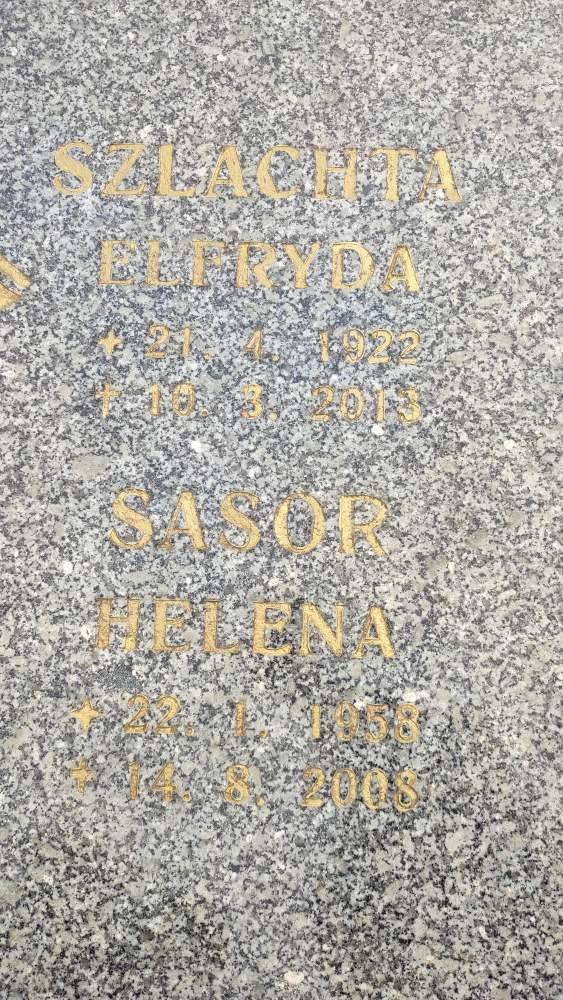 SZLACHTA
ELFRYDA
✦ 21. 4. 1922
† 10. 3. 2013
SASOR
HELENA
✦ 22. 1. 1958
† 14. 8. 2008